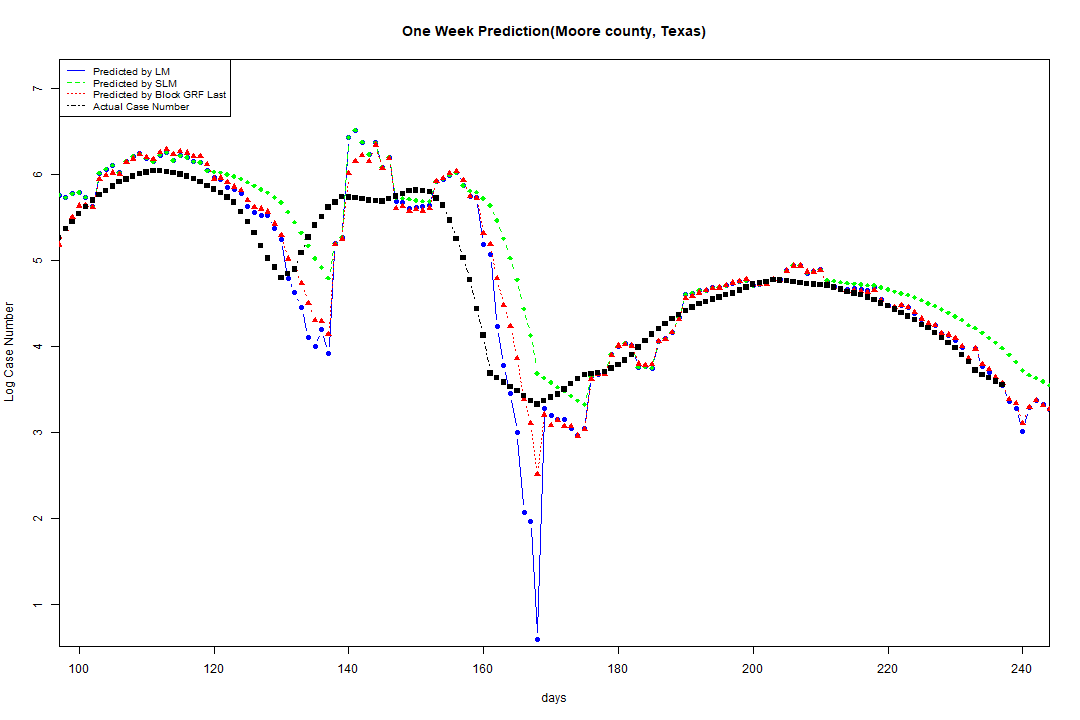 One Week Prediction(Moore county, Texas)
Predicted by LM
Predicted by SLM
Predicted by Block GRF Last
Actual Case Number
7
6
5
4
3
2
1
Log Case Number
100 120 140 160 180 200 220 240
days